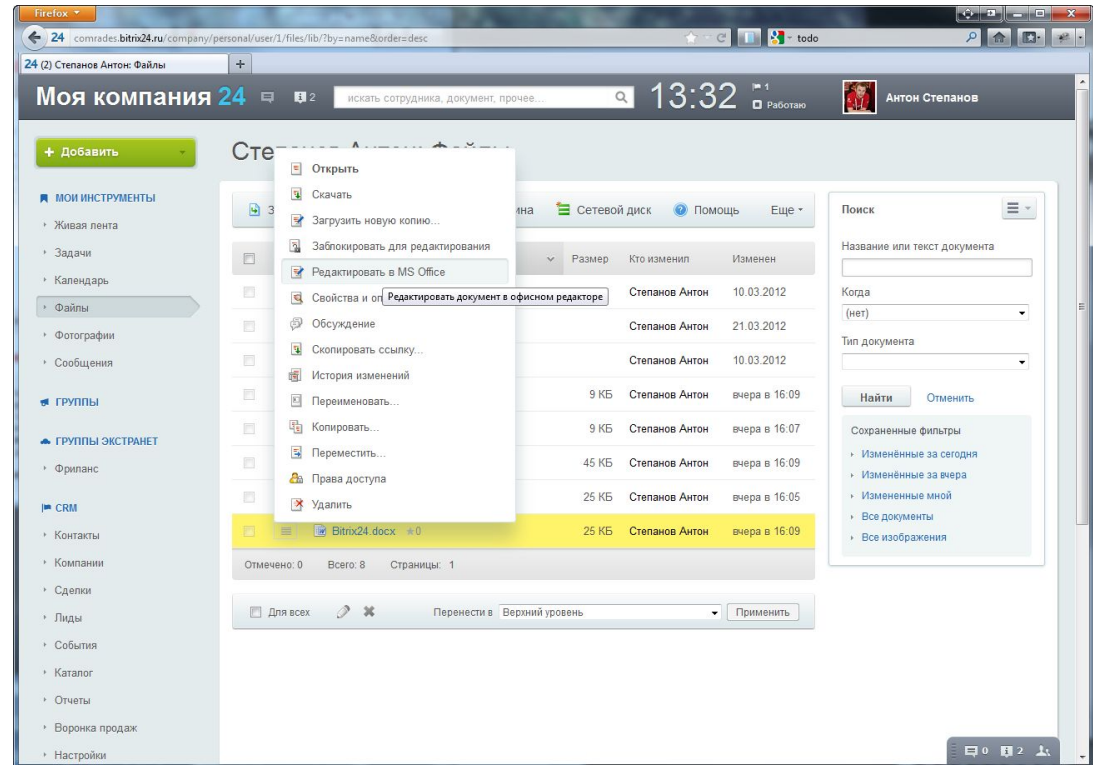 Firefox
24 comrades.bitrix24.ru/company/personal/user/1/files/lib/?by=name&order=desc
todo
24 (2) Степанов Антон: Файлы
+
Моя компания 24
2
искать сотрудника, документ, прочее...
13:32
1
Работаю
Антон Степанов
+ Добавить
МОИ ИНСТРУМЕНТЫ
Живая лента
Задачи
Календарь
Файлы
Фотографии
Сообщения
ГРУППЫ
ГРУППЫ ЭКСТРАНЕТ
Фриланс
CRM
Контакты
Компании
Сделки
Лиды
События
Каталог
Отчеты
Воронка продаж
Настройки
Открыть
Скачать
Загрузить новую копию...
Заблокировать для редактирования
Редактировать в MS Office
Редактировать документ в офисном редакторе
Обсуждение
Скопировать ссылку...
История изменений
Переименовать...
Копировать...
Переместить...
Права доступа
Удалить
Сетевой диск
Помощь
Еще
Размер Кто изменил Изменен
Степанов Антон 10.03.2012
Степанов Антон 21.03.2012
Степанов Антон 10.03.2012
9 КБ Степанов Антон вчера в 16:09
9 КБ Степанов Антон вчера в 16:07
45 КБ Степанов Антон вчера в 16:09
25 КБ Степанов Антон вчера в 16:05
Bitrix24.docx ★0 25 КБ Степанов Антон вчера в 16:09
Отмечено: 0 Всего: 8 Страницы: 1
Для всех Перенести в Верхний уровень Применить
Поиск
Название или текст документа
Когда
(нет)
Тип документа
Найти Отменить
Сохраненные фильтры
Изменённые за сегодня
Изменённые за вчера
Измененные мной
Все документы
Все изображения
0 2